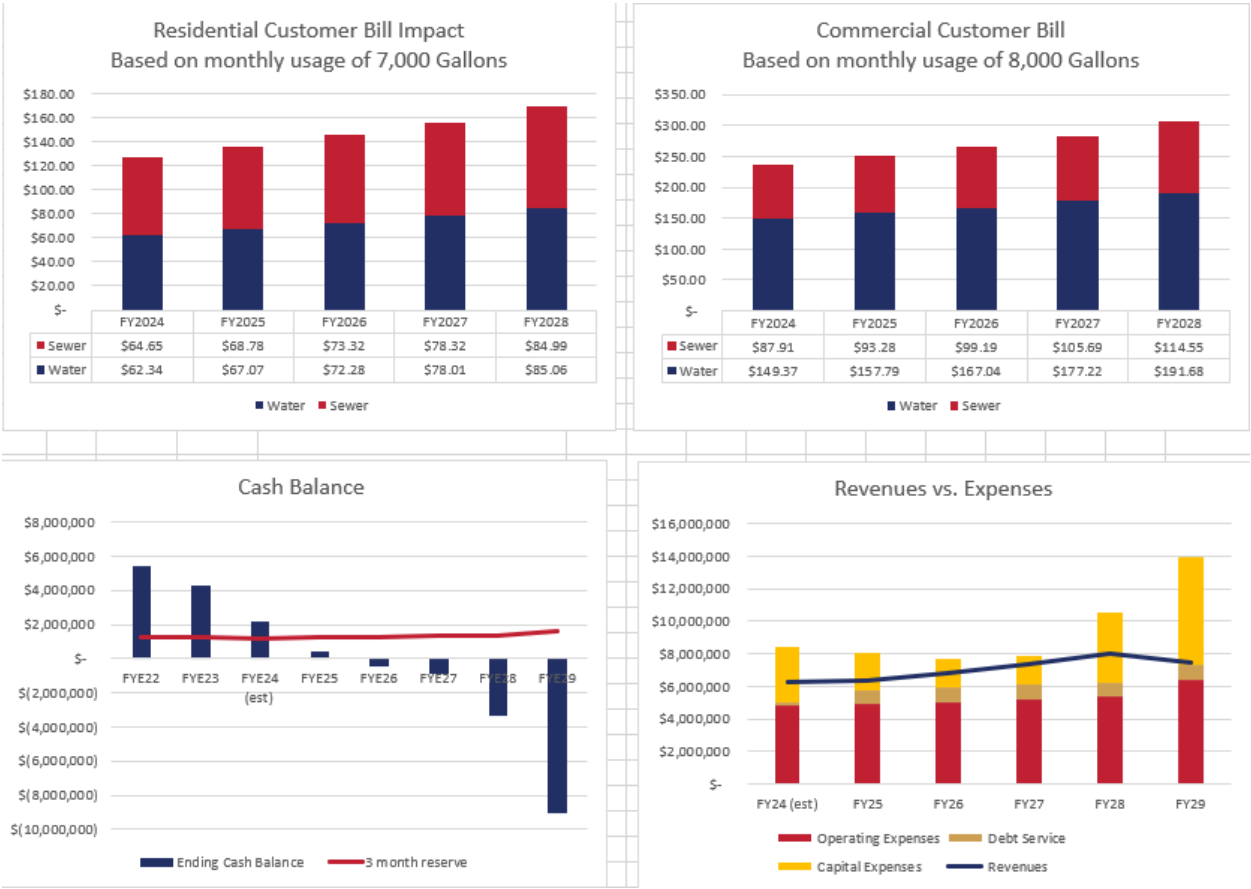 Residential Customer Bill Impact
Based on monthly usage of 7,000 Gallons
$180.00
$160.00
$140.00
$120.00
$100.00
$80.00
$60.00
$40.00
$20.00
$-
FY2024 FY2025 FY2026 FY2027 FY2028
Sewer $64.65 $68.78 $73.32 $78.32 $84.99
Water $62.34 $67.07 $72.28 $78.01 $85.06
Water Sewer
Commercial Customer Bill
Based on monthly usage of 8,000 Gallons
$350.00
$300.00
$250.00
$200.00
$150.00
$100.00
$50.00
$-
FY2024 FY2025 FY2026 FY2027 FY2028
Sewer $87.91 $93.28 $99.19 $105.69 $114.55
Water $149.37 $157.79 $167.04 $177.22 $191.68
Water Sewer
Cash Balance
$8,000,000
$6,000,000
$4,000,000
$2,000,000
$-
$(2,000,000)
$(4,000,000)
$(6,000,000)
$(8,000,000)
$(10,000,000)
FYE22 FYE23 FYE24 FYE25 FYE26 FYE27 FYE28 FYE29
(est)
Ending Cash Balance 3 month reserve
Revenues vs. Expenses
$16,000,000
$14,000,000
$12,000,000
$10,000,000
$8,000,000
$6,000,000
$4,000,000
$2,000,000
$-
FY24 (est) FY25 FY26 FY27 FY28 FY29
Operating Expenses Debt Service
Capital Expenses Revenues